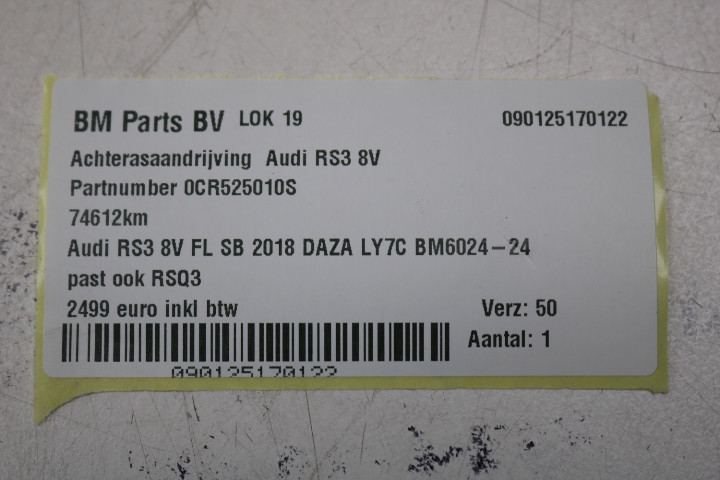 BM Parts BV LOK 19 090125170122
Achterasaandrijving Audi RS3 8V
Partnumber 0CR525010S
74612km
Audi RS3 8V FL SB 2018 DAZA LY7C BM6024-24
past ook RSQ3
2499 euro inkl btw Verz: 50
Aantal: 1
090125170122